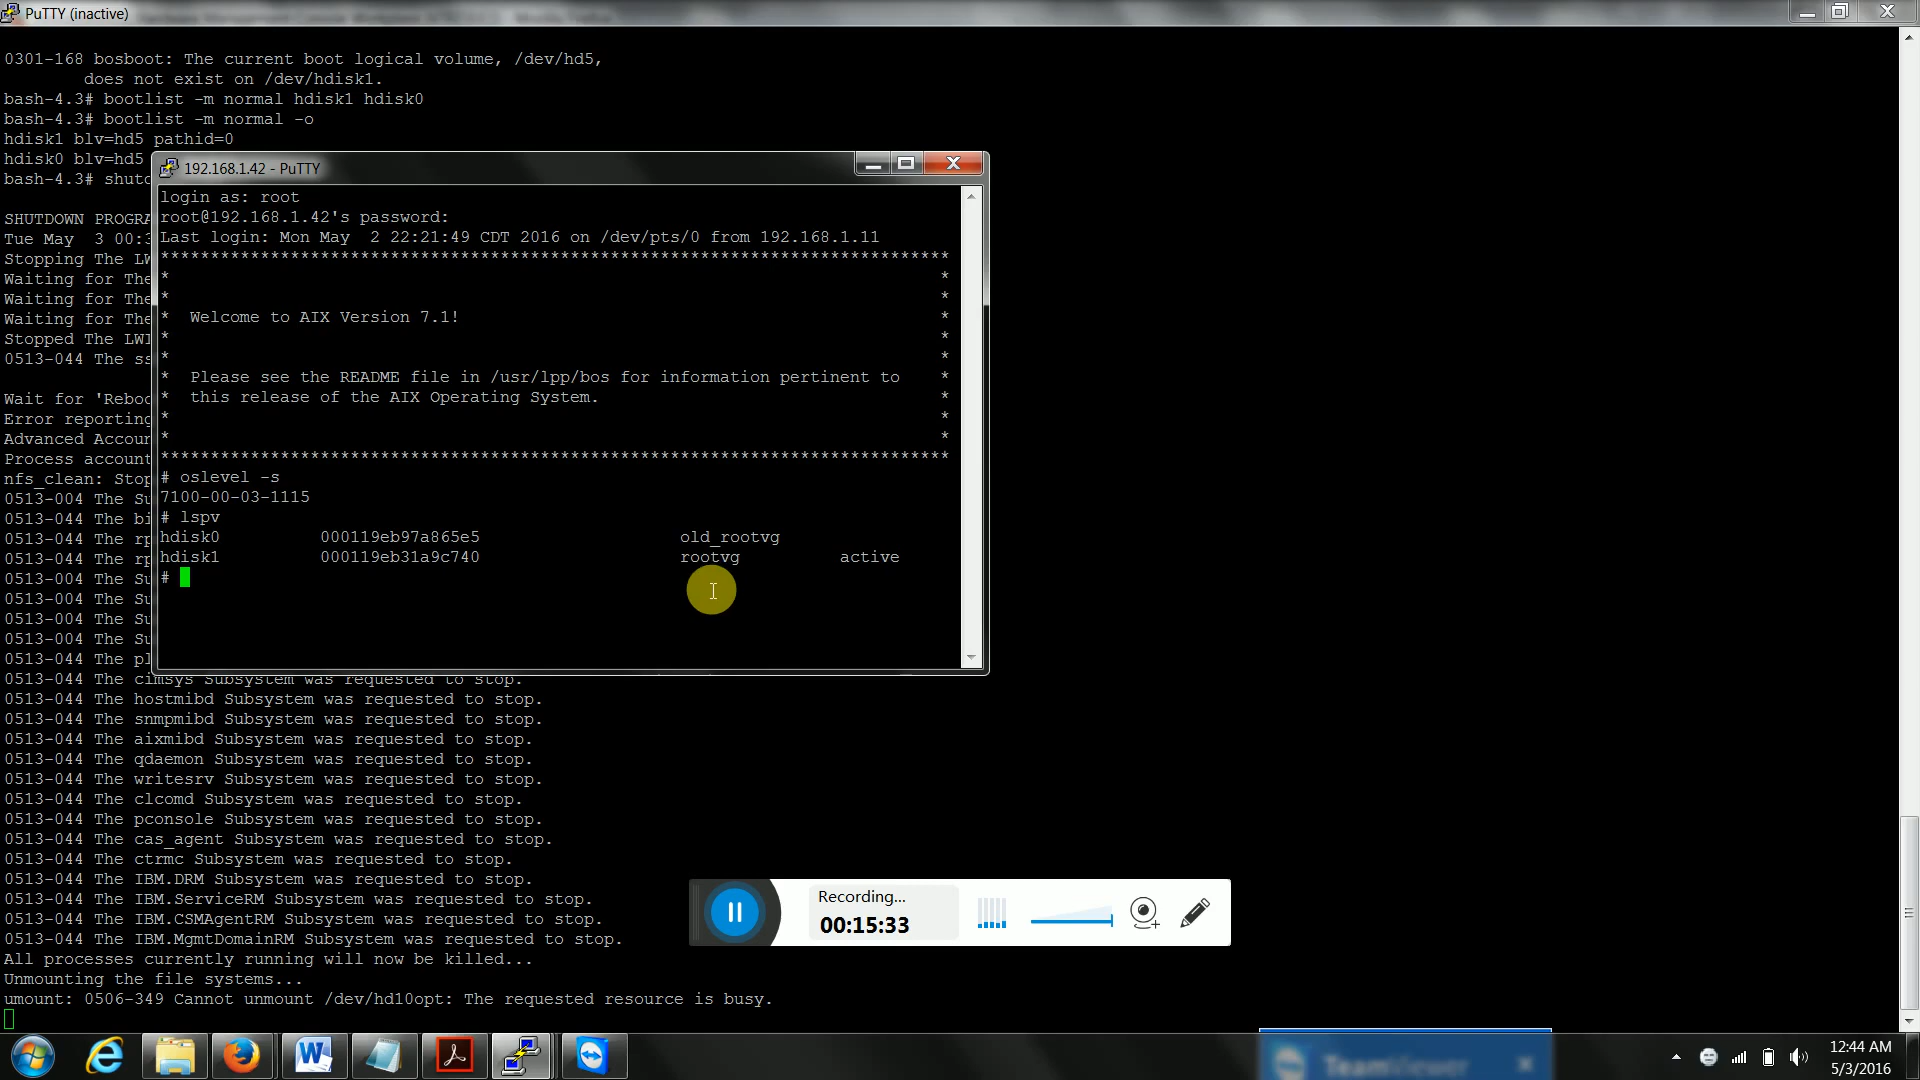 PuTTY (inactive)
0301-168 bosboot: The current boot logical volume, /dev/hd5,
does not exist on /dev/hdisk1.
bash-4.3# bootlist -m normal hdisk1 hdisk0
bash-4.3# bootlist -m normal -o
hdisk1 blv=hd5 pathid=0
hdisk0 blv=hd5
bash-4.3# shutd
SHUTDOWN PROGRA
Tue May  3 00:3
Stopping The LW
Waiting for The
Waiting for The
Waiting for The
Stopped The LWI
0513-044 The ss
Wait for 'Reboo
Error reporting
Advanced Accoun
Process account
nfs_clean: Stop
0513-004 The Su
0513-044 The bi
0513-044 The rp
0513-044 The rp
0513-004 The Su
0513-004 The Su
0513-004 The Su
0513-004 The Su
0513-044 The pl
0513-044 The cimsys Subsystem was requested to stop.
0513-044 The hostmibd Subsystem was requested to stop.
0513-044 The snmpmibd Subsystem was requested to stop.
0513-044 The aixmibd Subsystem was requested to stop.
0513-044 The qdaemon Subsystem was requested to stop.
0513-044 The writesrv Subsystem was requested to stop.
0513-044 The clcomd Subsystem was requested to stop.
0513-044 The pconsole Subsystem was requested to stop.
0513-044 The cas_agent Subsystem was requested to stop.
0513-044 The ctrmc Subsystem was requested to stop.
0513-044 The IBM.DRM Subsystem was requested to stop.
0513-044 The IBM.ServiceRM Subsystem was requested to stop.
0513-044 The IBM.CSMAgentRM Subsystem was requested to stop.
0513-044 The IBM.MgmtDomainRM Subsystem was requested to stop.
All processes currently running will now be killed...
Unmounting the file systems...
umount: 0506-349 Cannot unmount /dev/hd10opt: The requested resource is busy.
192.168.1.42 - PuTTY
login as: root
root@192.168.1.42's password:
Last login: Mon May  2 22:21:49 CDT 2016 on /dev/pts/0 from 192.168.1.11
*******************************************************************************
*                                                                             *
*                                                                             *
*  Welcome to AIX Version 7.1!                                                *
*                                                                             *
*                                                                             *
*  Please see the README file in /usr/lpp/bos for information pertinent to    *
*  this release of the AIX Operating System.                                  *
*                                                                             *
*                                                                             *
*******************************************************************************
# oslevel -s
7100-00-03-1115
# lspv
hdisk0          000119eb97a865e5                    old_rootvg
hdisk1          000119eb31a9c740                    rootvg          active
#
Recording...
00:15:33
TeamViewer
12:44 AM
5/3/2016